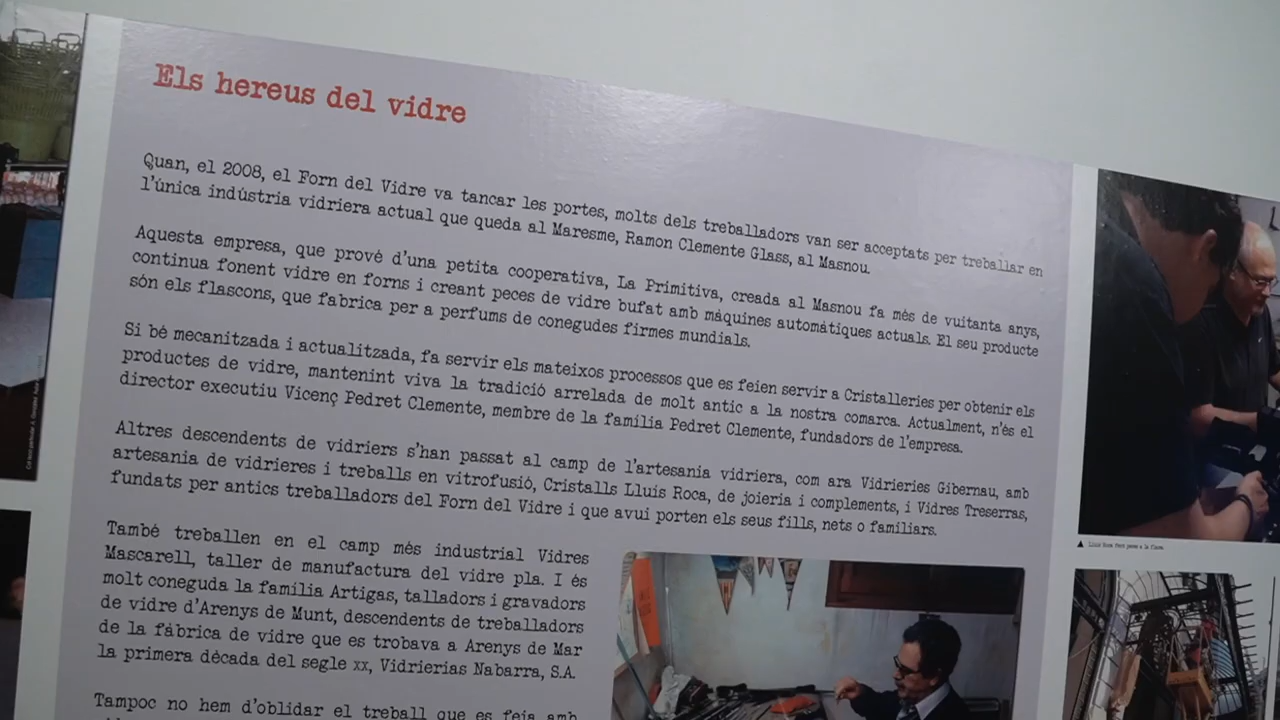 Els hereus del vidre
Quan, el 2008, el Forn del Vidre va tancar les portes, molts dels treballadors van ser acceptats per treballar en
l'única indústria vidriera actual que queda al Maresme, Ramon Clemente Glass, al Masnou.
Aquesta empresa, que prové d'una petita cooperativa, La Primitiva, creada al Masnou fa més de vuitanta anys,
continua fonent vidre en forns i creant peces de vidre bufat amb màquines automàtiques actuals. El seu producte
són els flascons, que fabrica per a perfums de conegudes firmes mundials.
Si bé mecanitzada i actualitzada, fa servir els mateixos processos que es feien servir a Cristalleries per obtenir els
productes de vidre, mantenint viva la tradició arrelada de molt antic a la nostra comarca. Actualment, n'és el
director executiu Vicenç Pedret Clemente, membre de la família Pedret Clemente, fundadors de l'empresa.
Altres descendents de vidriers s'han passat al camp de l'artesania vidriera, com ara Vidrieries Gibernau, amb
artesania de vidrieres i treballs en vitrofusió, Cristalls Lluís Roca, de joieria i complements, i Vidres Treserras,
fundats per antics treballadors del Forn del Vidre i que avui porten els seus fills, nets o familiars.
També treballen en el camp més industrial Vidres
Mascarell, taller de manufactura del vidre pla. I és
molt coneguda la família Artigas, talladors i gravadors
de vidre d'Arenys de Munt, descendents de treballadors
de la fàbrica de vidre que es trobava a Arenys de Mar
la primera dècada del segle xx, Vidrierias Nabarra, S.A.
Tampoc no hem d'oblidar el treball que es feia amb